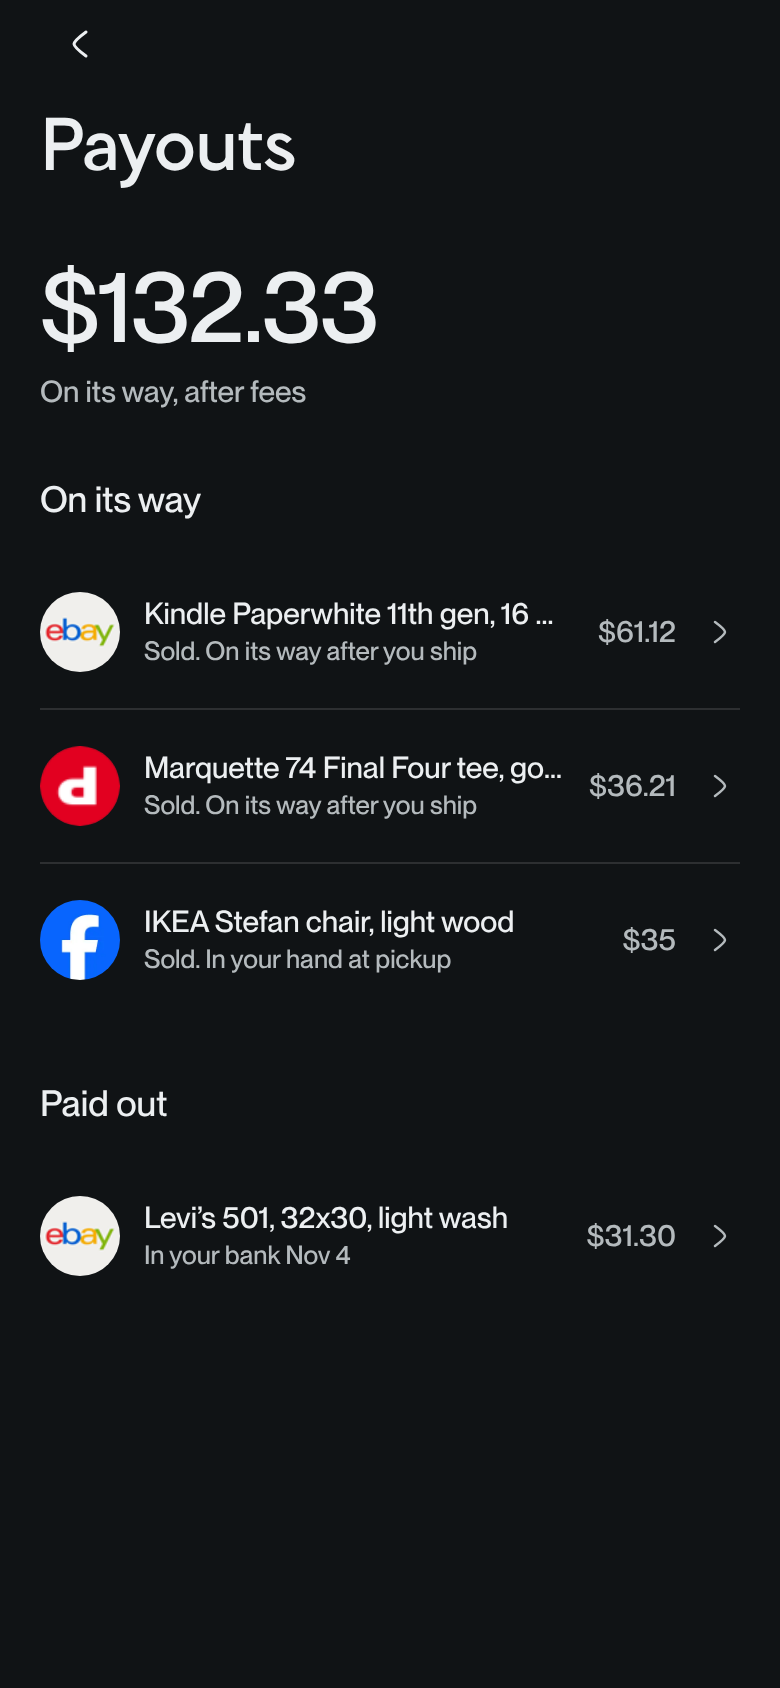 Payouts
$132.33
On its way, after fees
On its way
ebay
Kindle Paperwhite 11th gen, 16 ...
$61.12
Sold. On its way after you ship
d
Marquette 74 Final Four tee, go...
$36.21
Sold. On its way after you ship
f
IKEA Stefan chair, light wood
$35
Sold. In your hand at pickup
Paid out
ebay
Levi’s 501, 32x30, light wash
$31.30
In your bank Nov 4